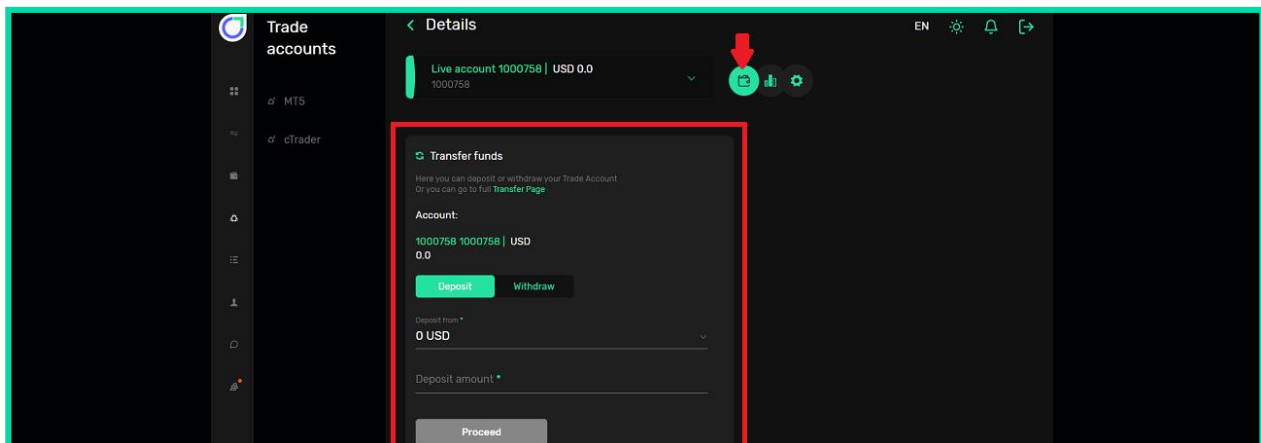 Trade
accounts
MT5
cTrader
Details
EN
Live account 1000758 | USD 0.0
1000758
Transfer funds
Here you can deposit or withdraw your Trade Account
Or you can go to full Transfer Page
Account:
1000758 1000758 | USD
0.0
Deposit
Withdraw
Deposit from *
0 USD
Deposit amount *
Proceed